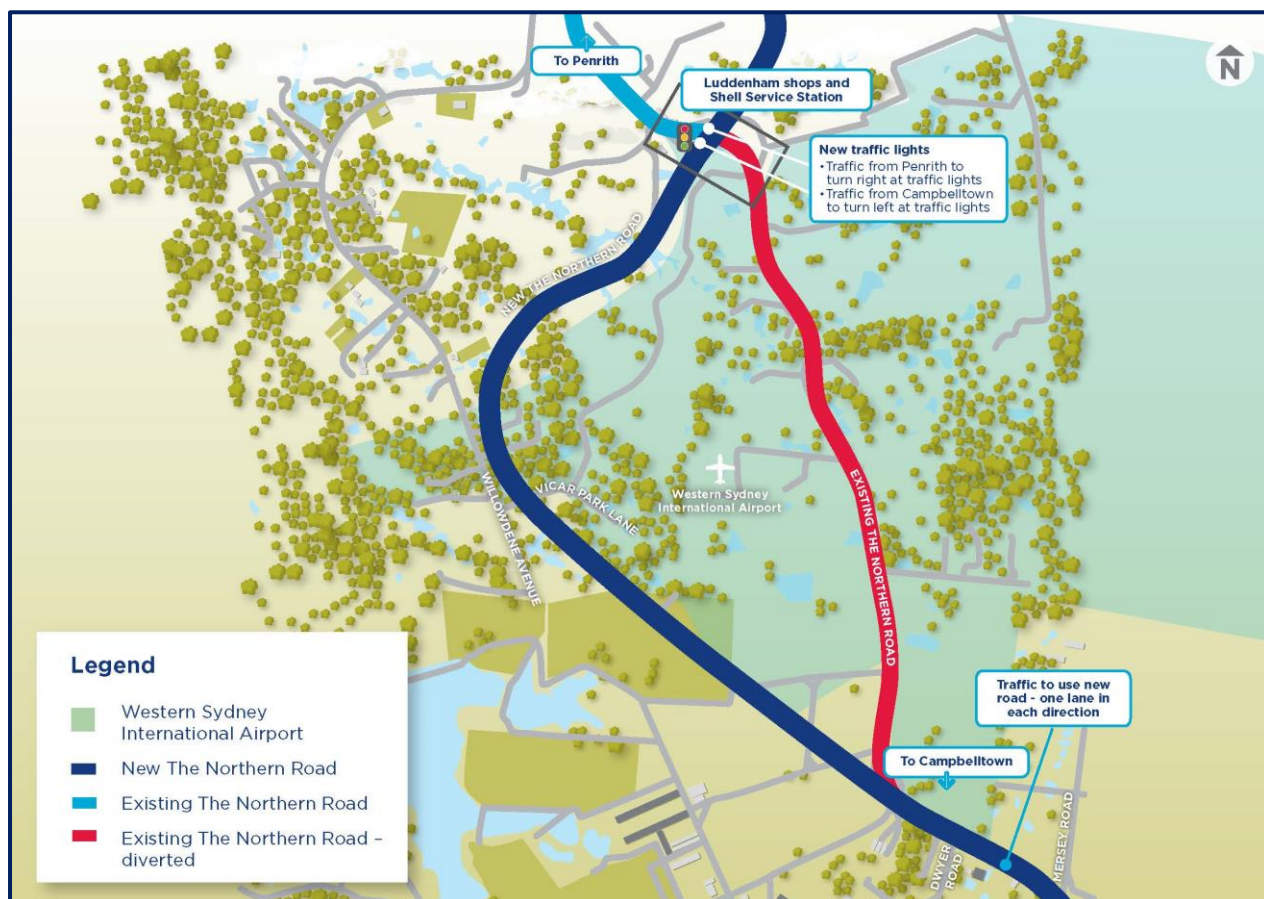 To Penrith
N
Luddenham shops and
Shell Service Station
New traffic lights
•Traffic from Penrith to
turn right at traffic lights
•Traffic from Campbelltown
to turn left at traffic lights
NEW THE NORTHERN ROAD
Western Sydney
International Airport
VICAR PARK LANE
WILLOWDENE AVENUE
EXISTING THE NORTHERN ROAD
Legend
Western Sydney
International Airport
New The Northern Road
Existing The Northern Road
Existing The Northern Road –
diverted
Traffic to use new
road - one lane in
each direction
To Campbelltown
DWYER
ROAD
MERSEY ROAD